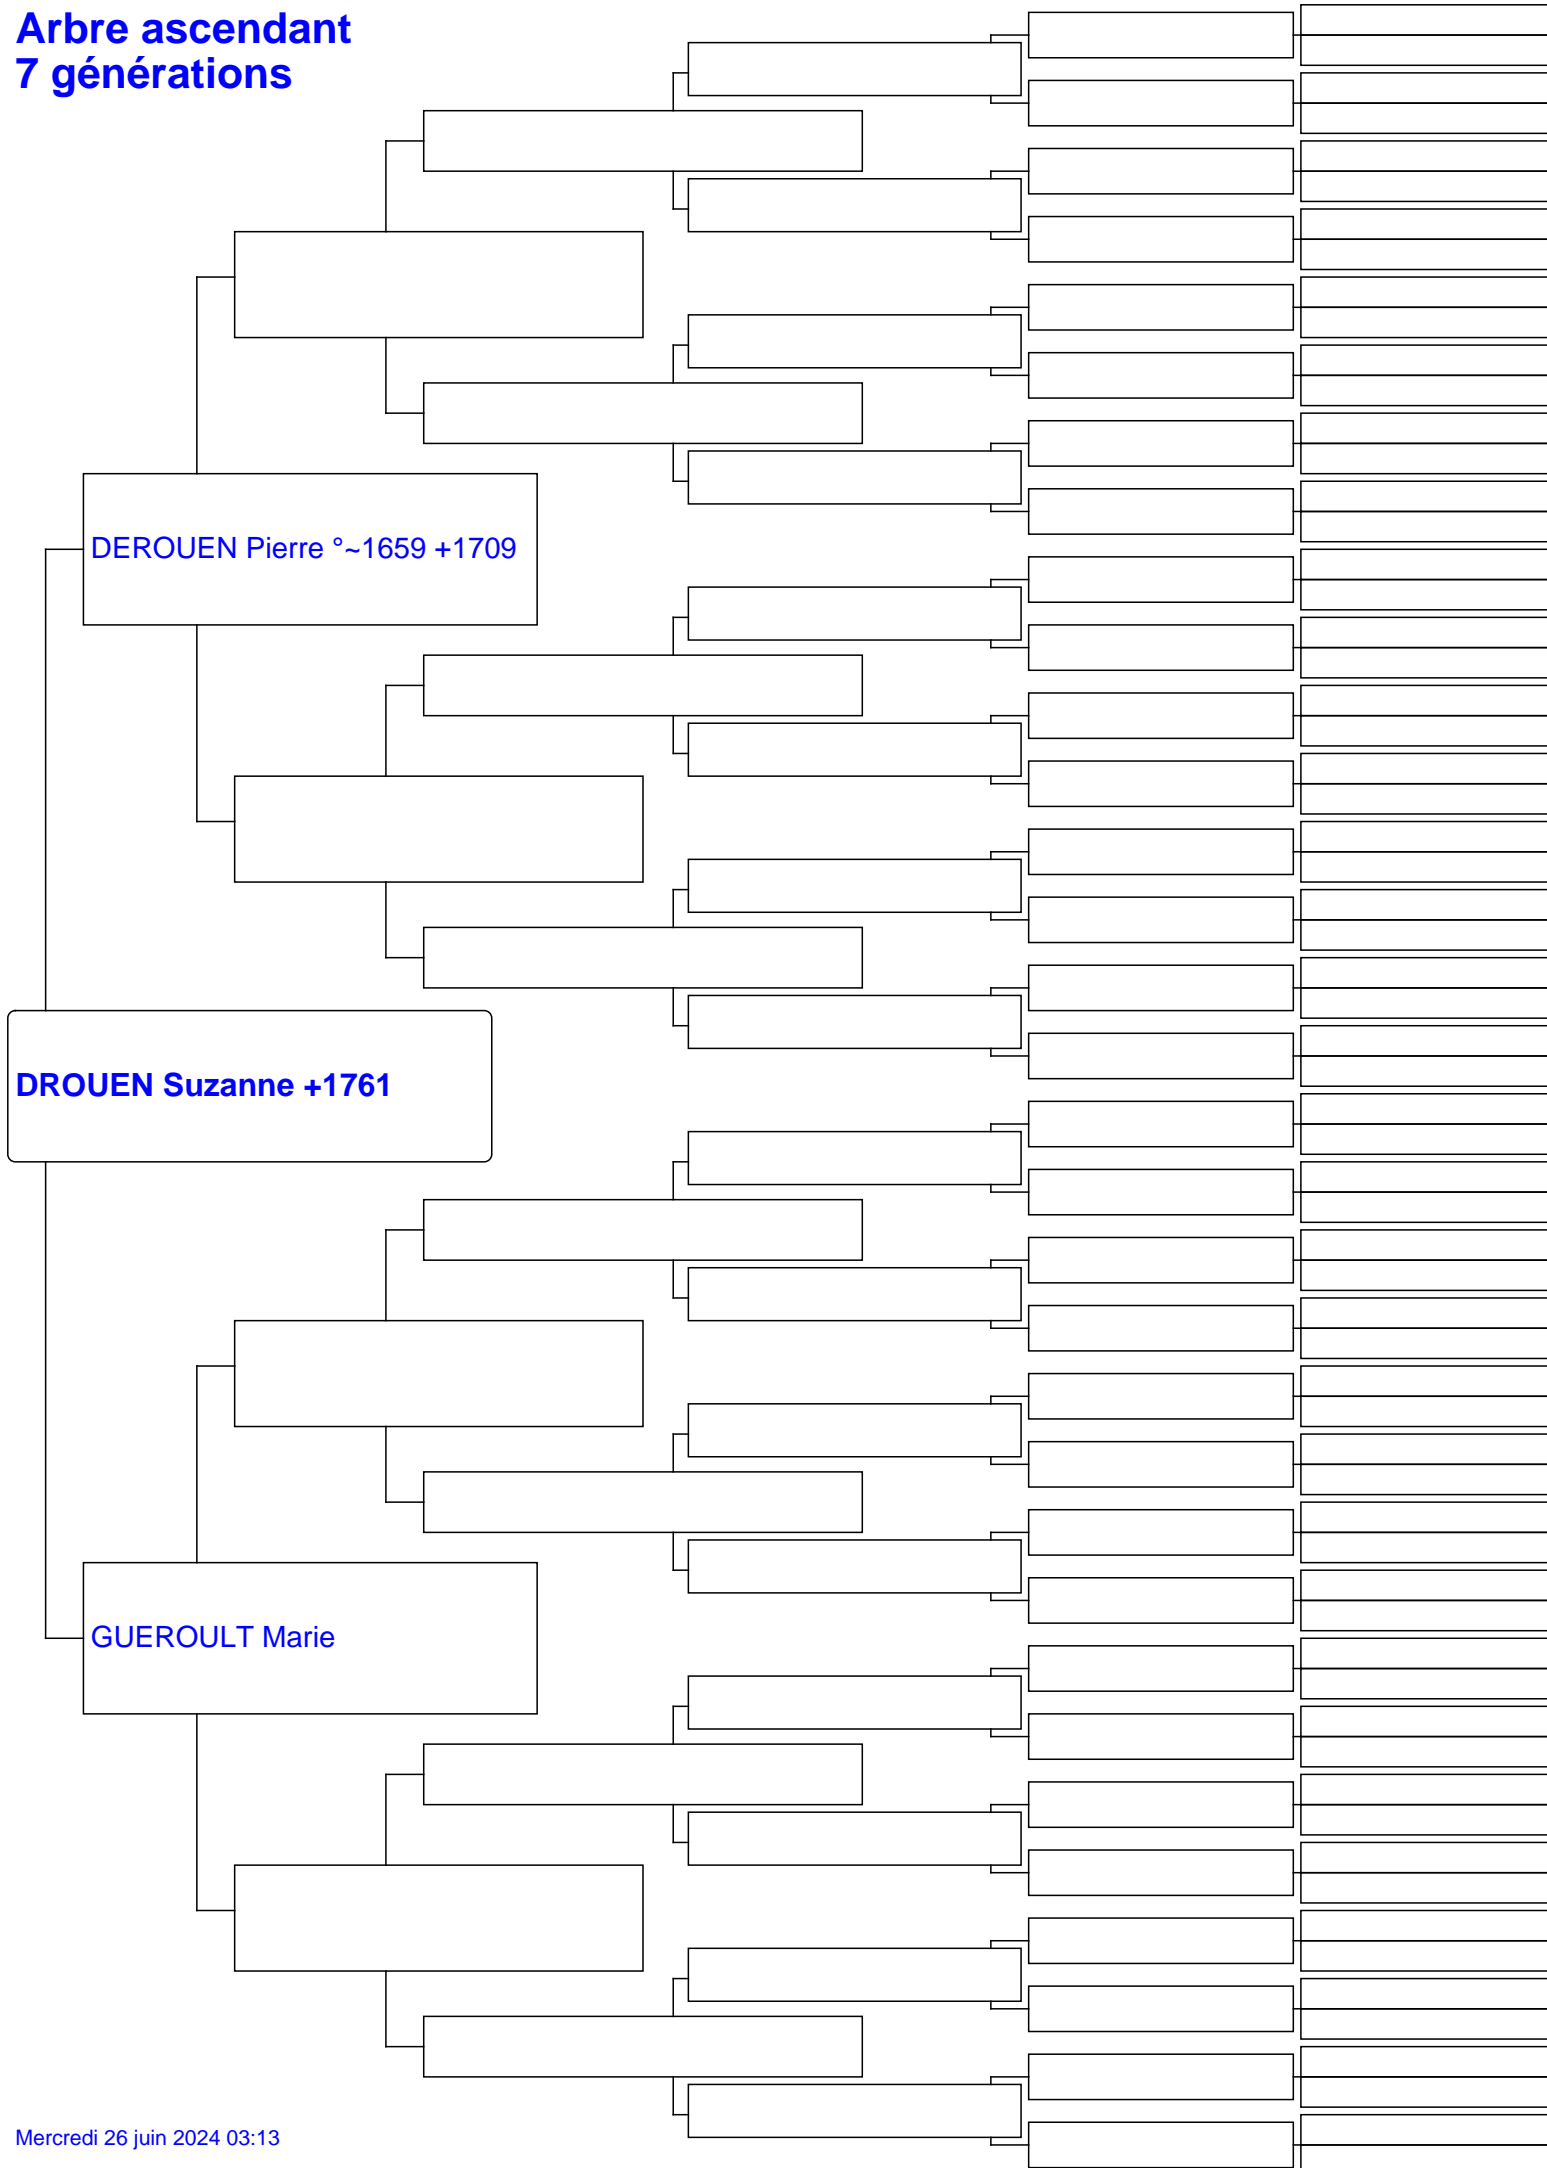 Arbre ascendant
7 générations
DEROUEN Pierre °~1659 +1709
DROUEN Suzanne +1761
GUEROULT Marie
Mercredi 26 juin 2024 03:13